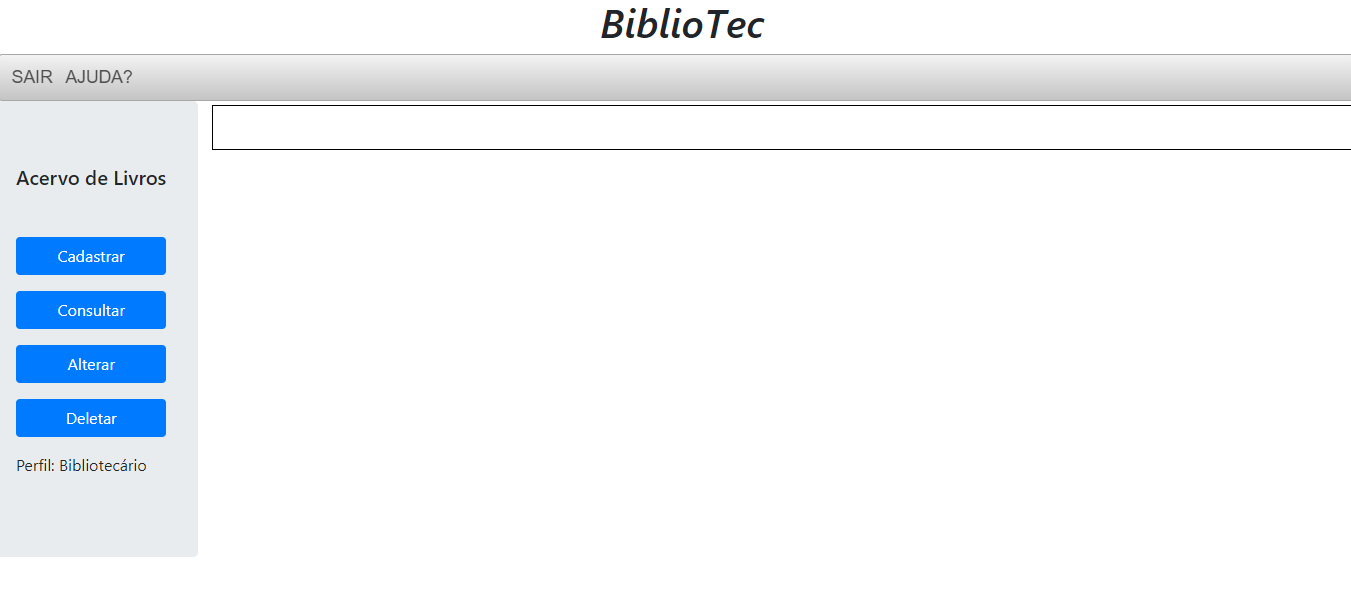 BiblioTec
SAIR AJUDA?
Acervo de Livros
Cadastrar
Consultar
Alterar
Deletar
Perfil: Bibliotecário